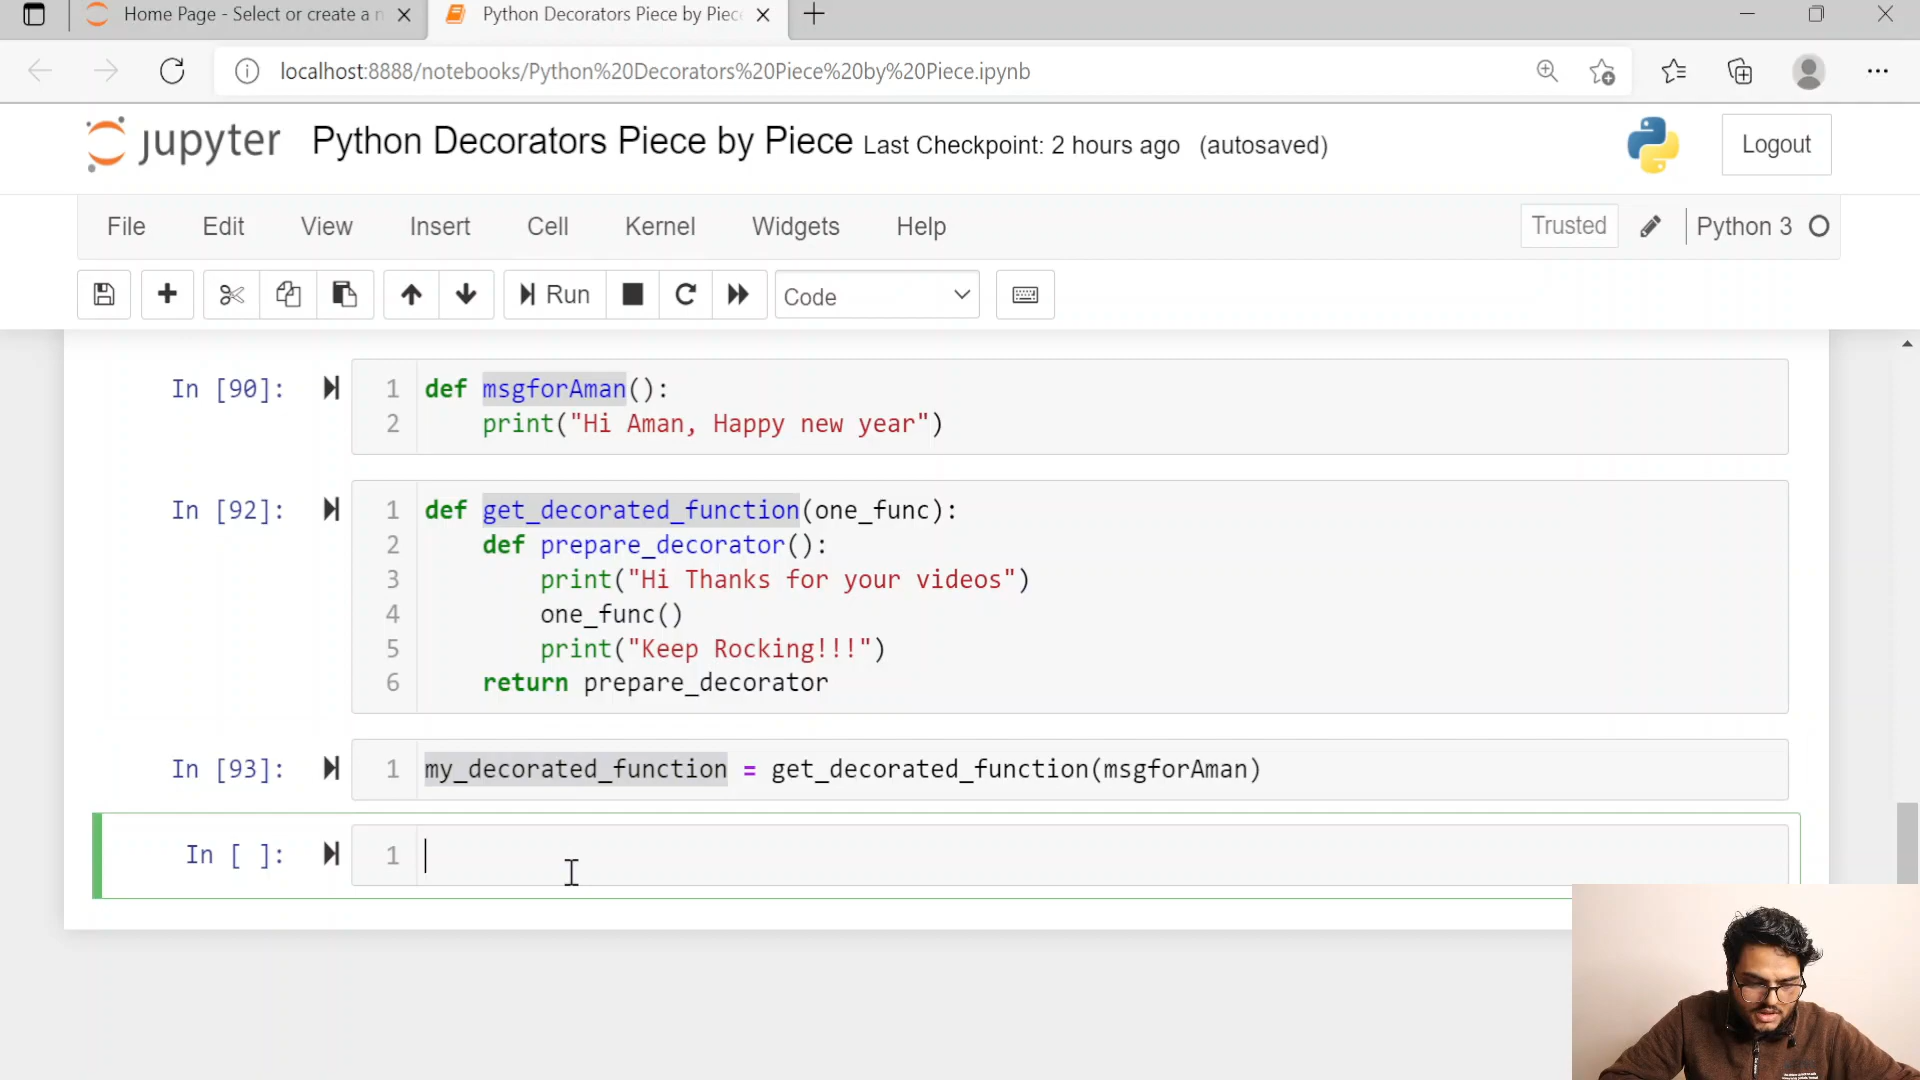 Home Page - Select or create a n
Python Decorators Piece by Piec
localhost:8888/notebooks/Python%20Decorators%20Piece%20by%20Piece.ipynb
jupyter Python Decorators Piece by Piece Last Checkpoint: 2 hours ago (autosaved)
Logout
File Edit View Insert Cell Kernel Widgets Help
Trusted Python 3
Run Code
In [90]:
1 def msgforAman():
2 print("Hi Aman, Happy new year")
In [92]:
1 def get_decorated_function(one_func):
2 def prepare_decorator():
3 print("Hi Thanks for your videos")
4 one_func()
5 print("Keep Rocking!!!")
6 return prepare_decorator
In [93]:
1 my_decorated_function = get_decorated_function(msgforAman)
In [ ]:
1